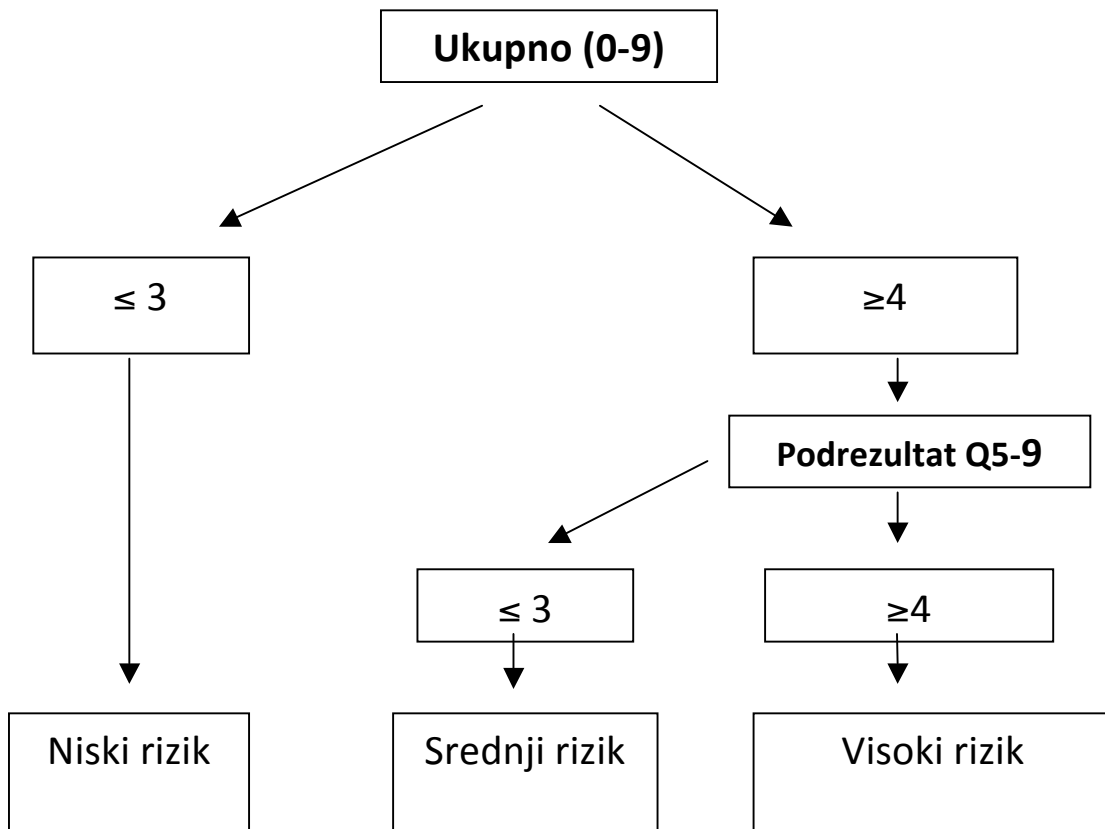 Ukupno (0-9)
≤ 3
≥4
Podrezultat Q5-9
≤ 3
≥4
Niski rizik
Srednji rizik
Visoki rizik